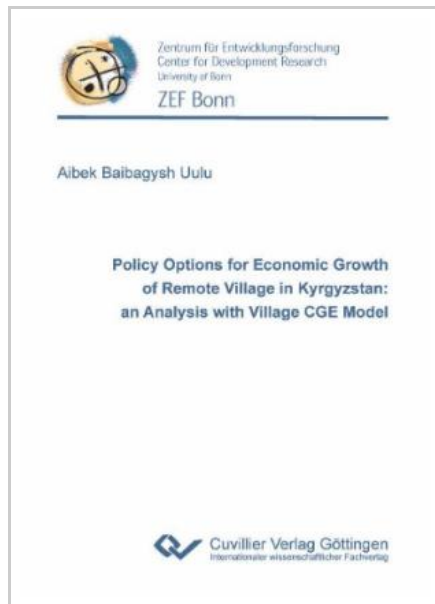 Zentrum für Entwicklungsforschung
Center for Development Research
University of Bonn
ZEF Bonn
Aibek Baibagysh Uulu
Policy Options for Economic Growth
of Remote Village in Kyrgyzstan:
an Analysis with Village CGE Model
Cuvillier Verlag Göttingen
Internationaler wissenschaftlicher Fachverlag